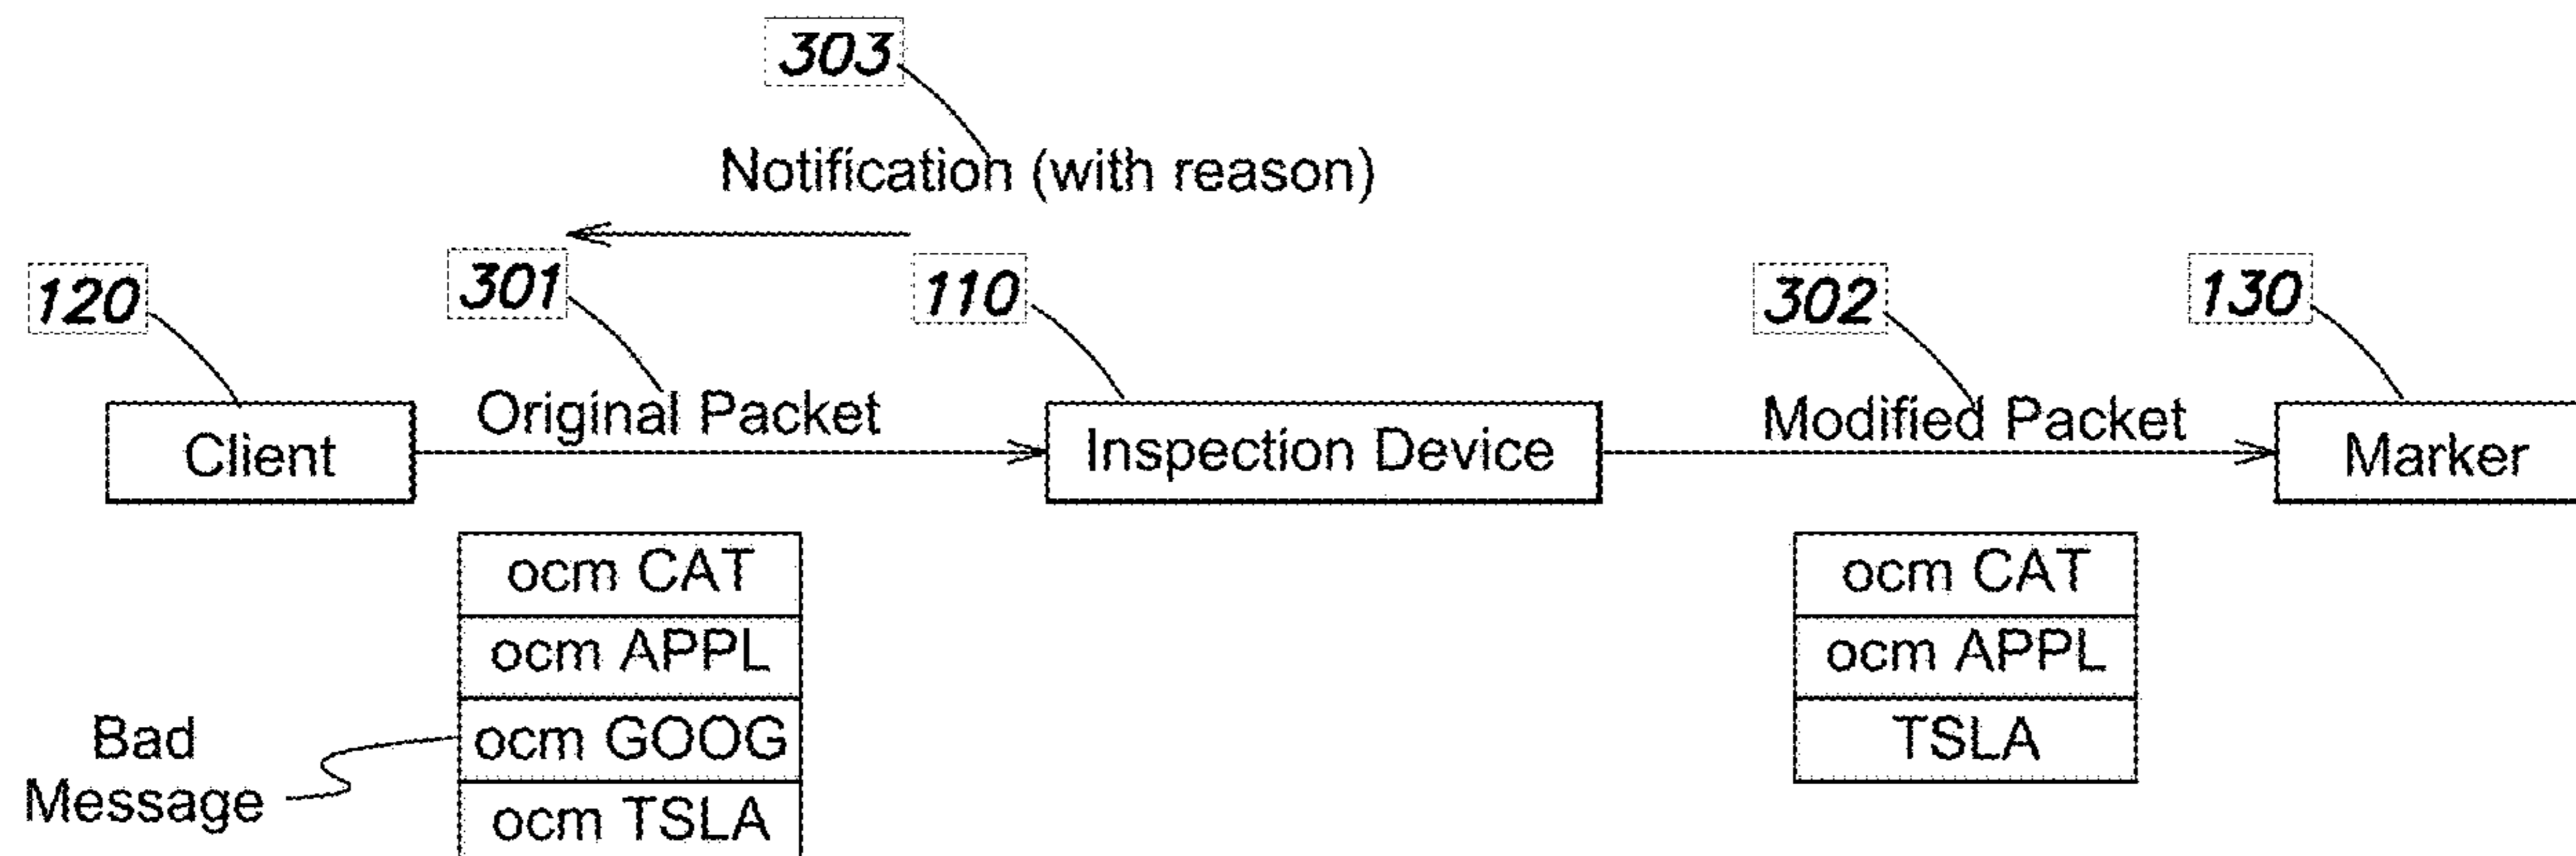 303
Notification (with reason)
120
301
110
302
130
Client
Original Packet
Inspection Device
Modified Packet
Marker
ocm CAT
ocm APPL
ocm GOOG
ocm TSLA
Bad
Message
ocm CAT
ocm APPL
TSLA